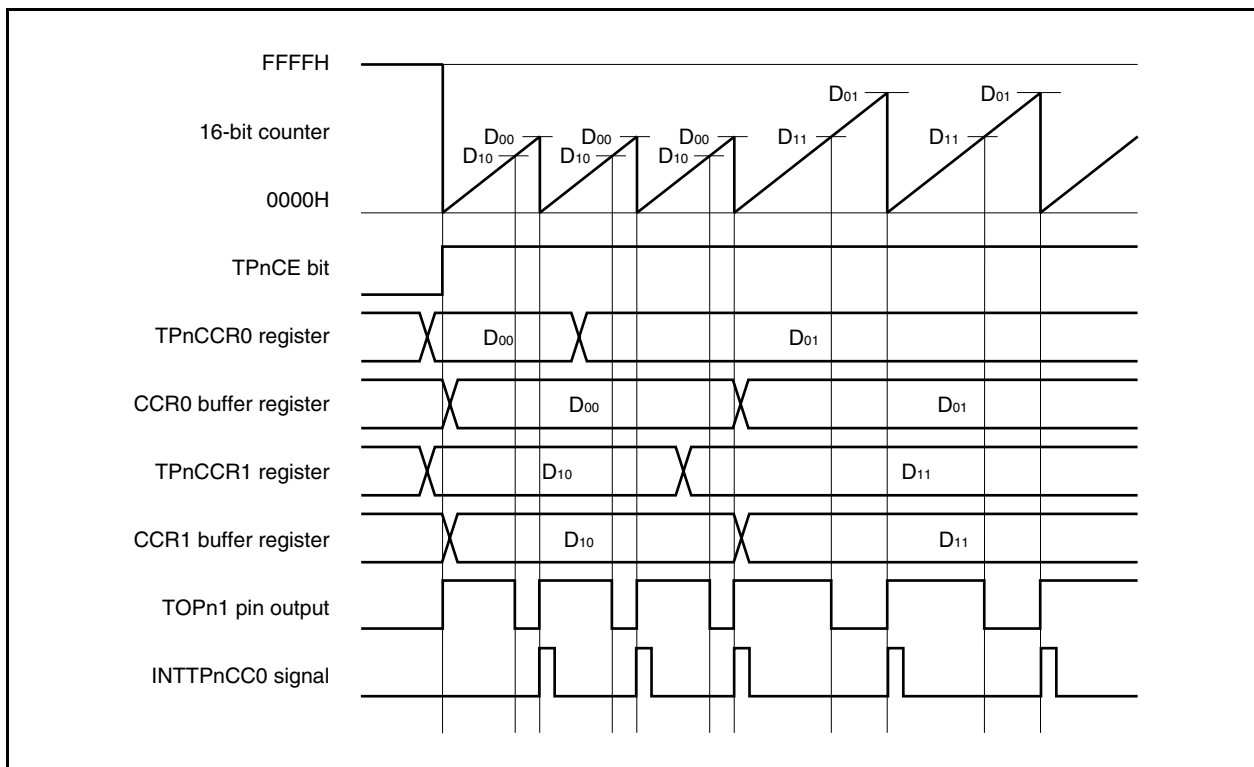 FFFFH
D01 D01
16-bit counter D00 D00 D00 D11 D11
D10 D10 D10
0000H
TPnCE bit
TPnCCR0 register D00 D01
CCR0 buffer register D00 D01
TPnCCR1 register D10 D11
CCR1 buffer register D10 D11
TOPn1 pin output
INTTPnCC0 signal